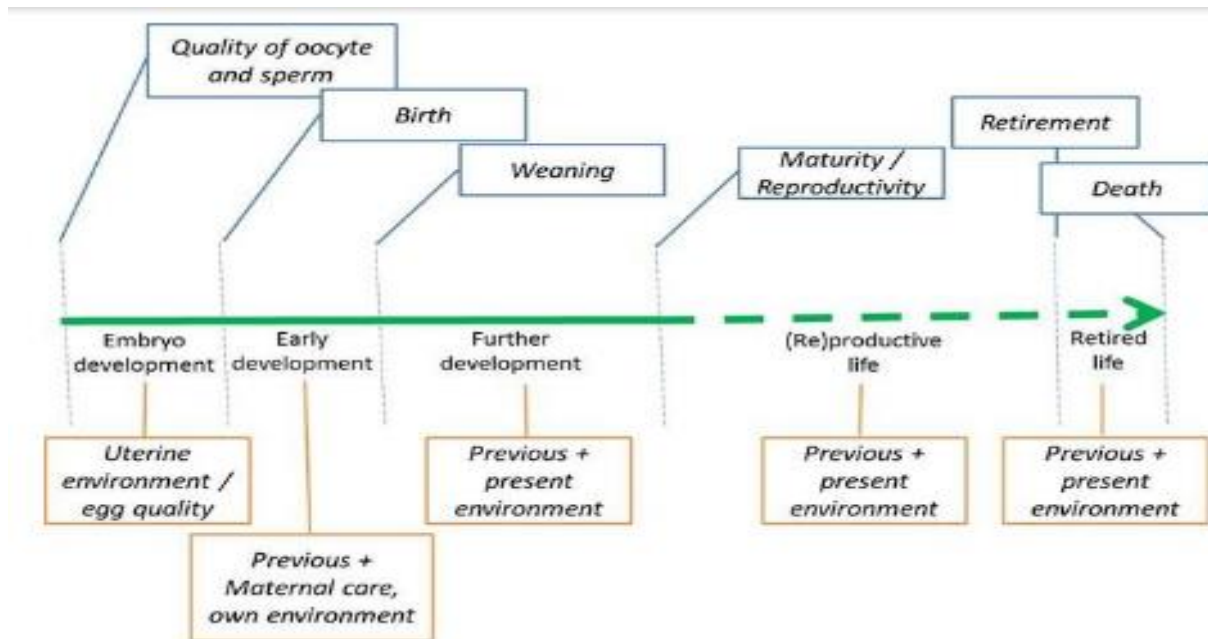 Quality of oocyte
and sperm
Birth
Weaning
Maturity /
Reproductivity
Retirement
Death
Embryo
development
Early
development
Further
development
(Re)productive
life
Retired
life
Uterine
environment /
egg quality
Previous +
Maternal care,
own environment
Previous +
present
environment
Previous +
present
environment
Previous +
present
environment